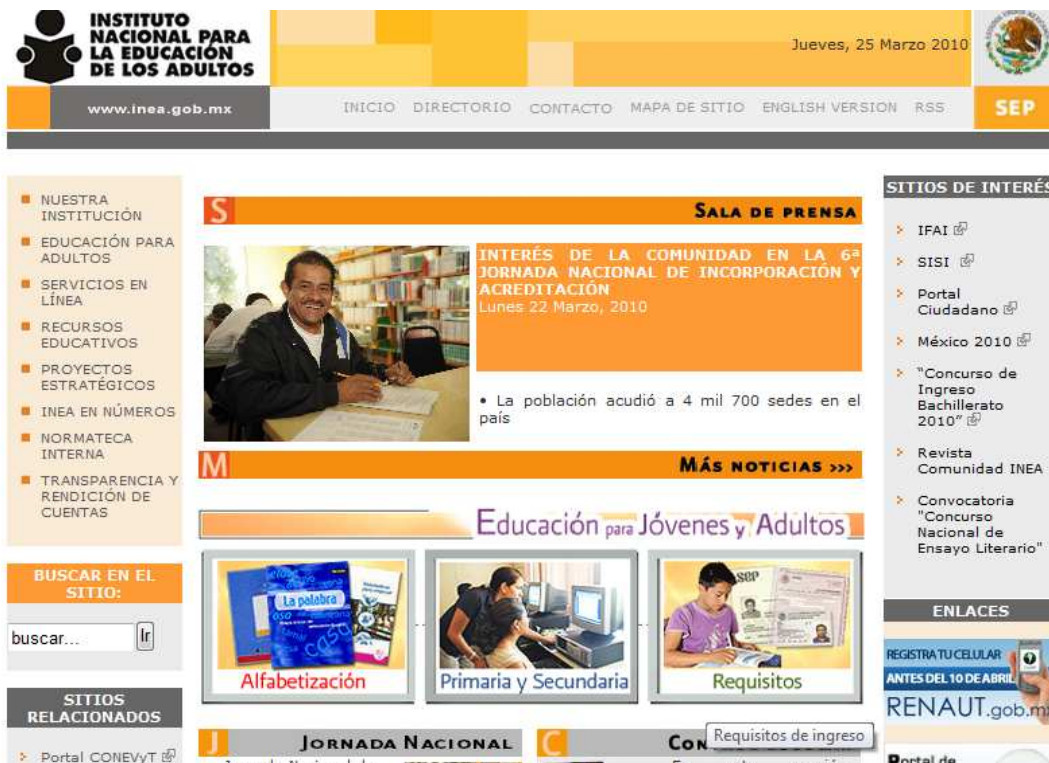 INSTITUTO
NACIONAL PARA
LA EDUCACIÓN
DE LOS ADULTOS
Jueves, 25 Marzo 2010
www.inea.gob.mx
INICIO DIRECTORIO CONTACTO MAPA DE SITIO ENGLISH VERSION RSS
SEP
NUESTRA
INSTITUCIÓN
EDUCACIÓN PARA
ADULTOS
SERVICIOS EN
LÍNEA
RECURSOS
EDUCATIVOS
PROYECTOS
ESTRATÉGICOS
INEA EN NÚMEROS
NORMATECA
INTERNA
TRANSPARENCIA Y
RENDICIÓN DE
CUENTAS
BUSCAR EN EL
SITIO:
buscar... Ir
SITIOS
RELACIONADOS
Portal CONEVyT
S SALA DE PRENSA
INTERÉS DE LA COMUNIDAD EN LA 6ª
JORNADA NACIONAL DE INCORPORACIÓN Y
ACREDITACIÓN
Lunes 22 Marzo, 2010
• La población acudió a 4 mil 700 sedes en el
país
M MÁS NOTICIAS >>>
Educación para Jóvenes y Adultos
La palabra
SEP
Alfabetización
Primaria y Secundaria
Requisitos
Requisitos de ingreso
J JORNADA NACIONAL
C
SITIOS DE INTERÉS
IFAI
SISI
Portal
Ciudadano
México 2010
"Concurso de
Ingreso
Bachillerato
2010"
Revista
Comunidad INEA
Convocatoria
"Concurso
Nacional de
Ensayo Literario"
ENLACES
REGISTRA TU CELULAR
ANTES DEL 10 DE ABRIL
RENAUT.gob.mx
Portal de